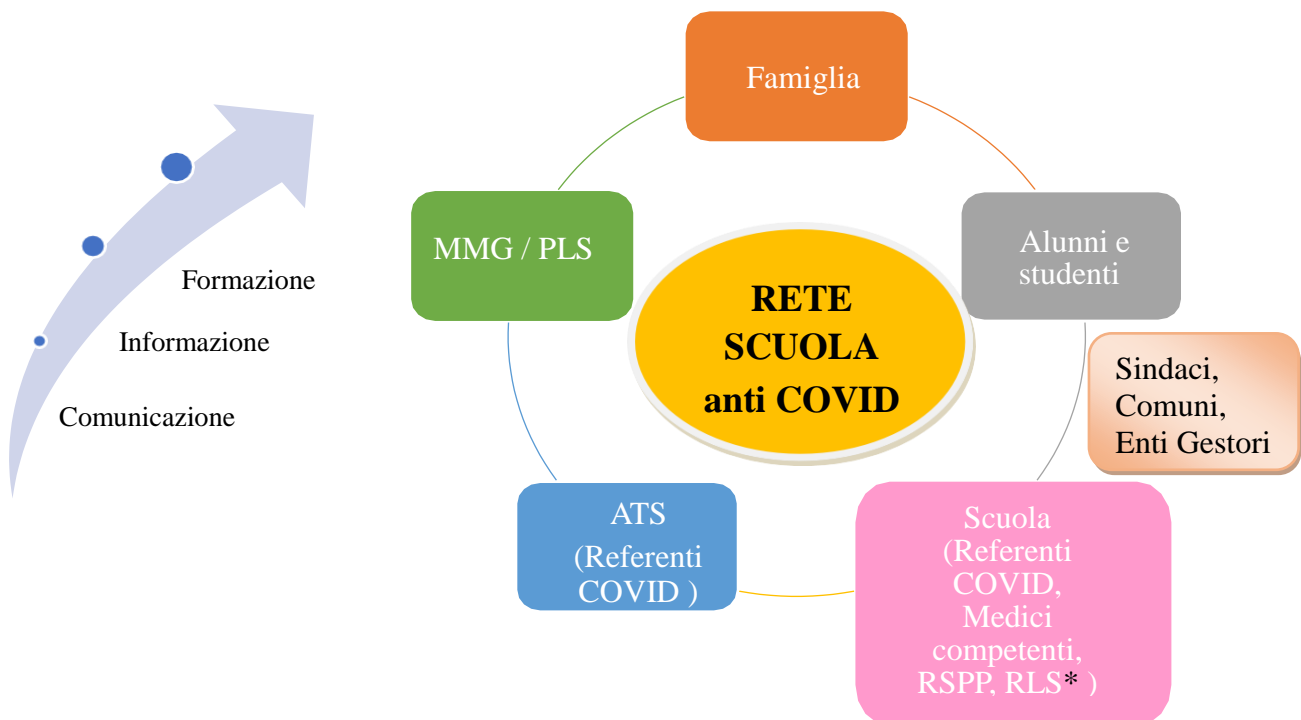 Formazione
Informazione
Comunicazione
Famiglia
MMG / PLS
Alunni e
studenti
RETE
SCUOLA
anti COVID
Sindaci,
Comuni,
Enti Gestori
ATS
(Referenti
COVID )
Scuola
(Referenti
COVID,
Medici
competenti,
RSPP, RLS* )